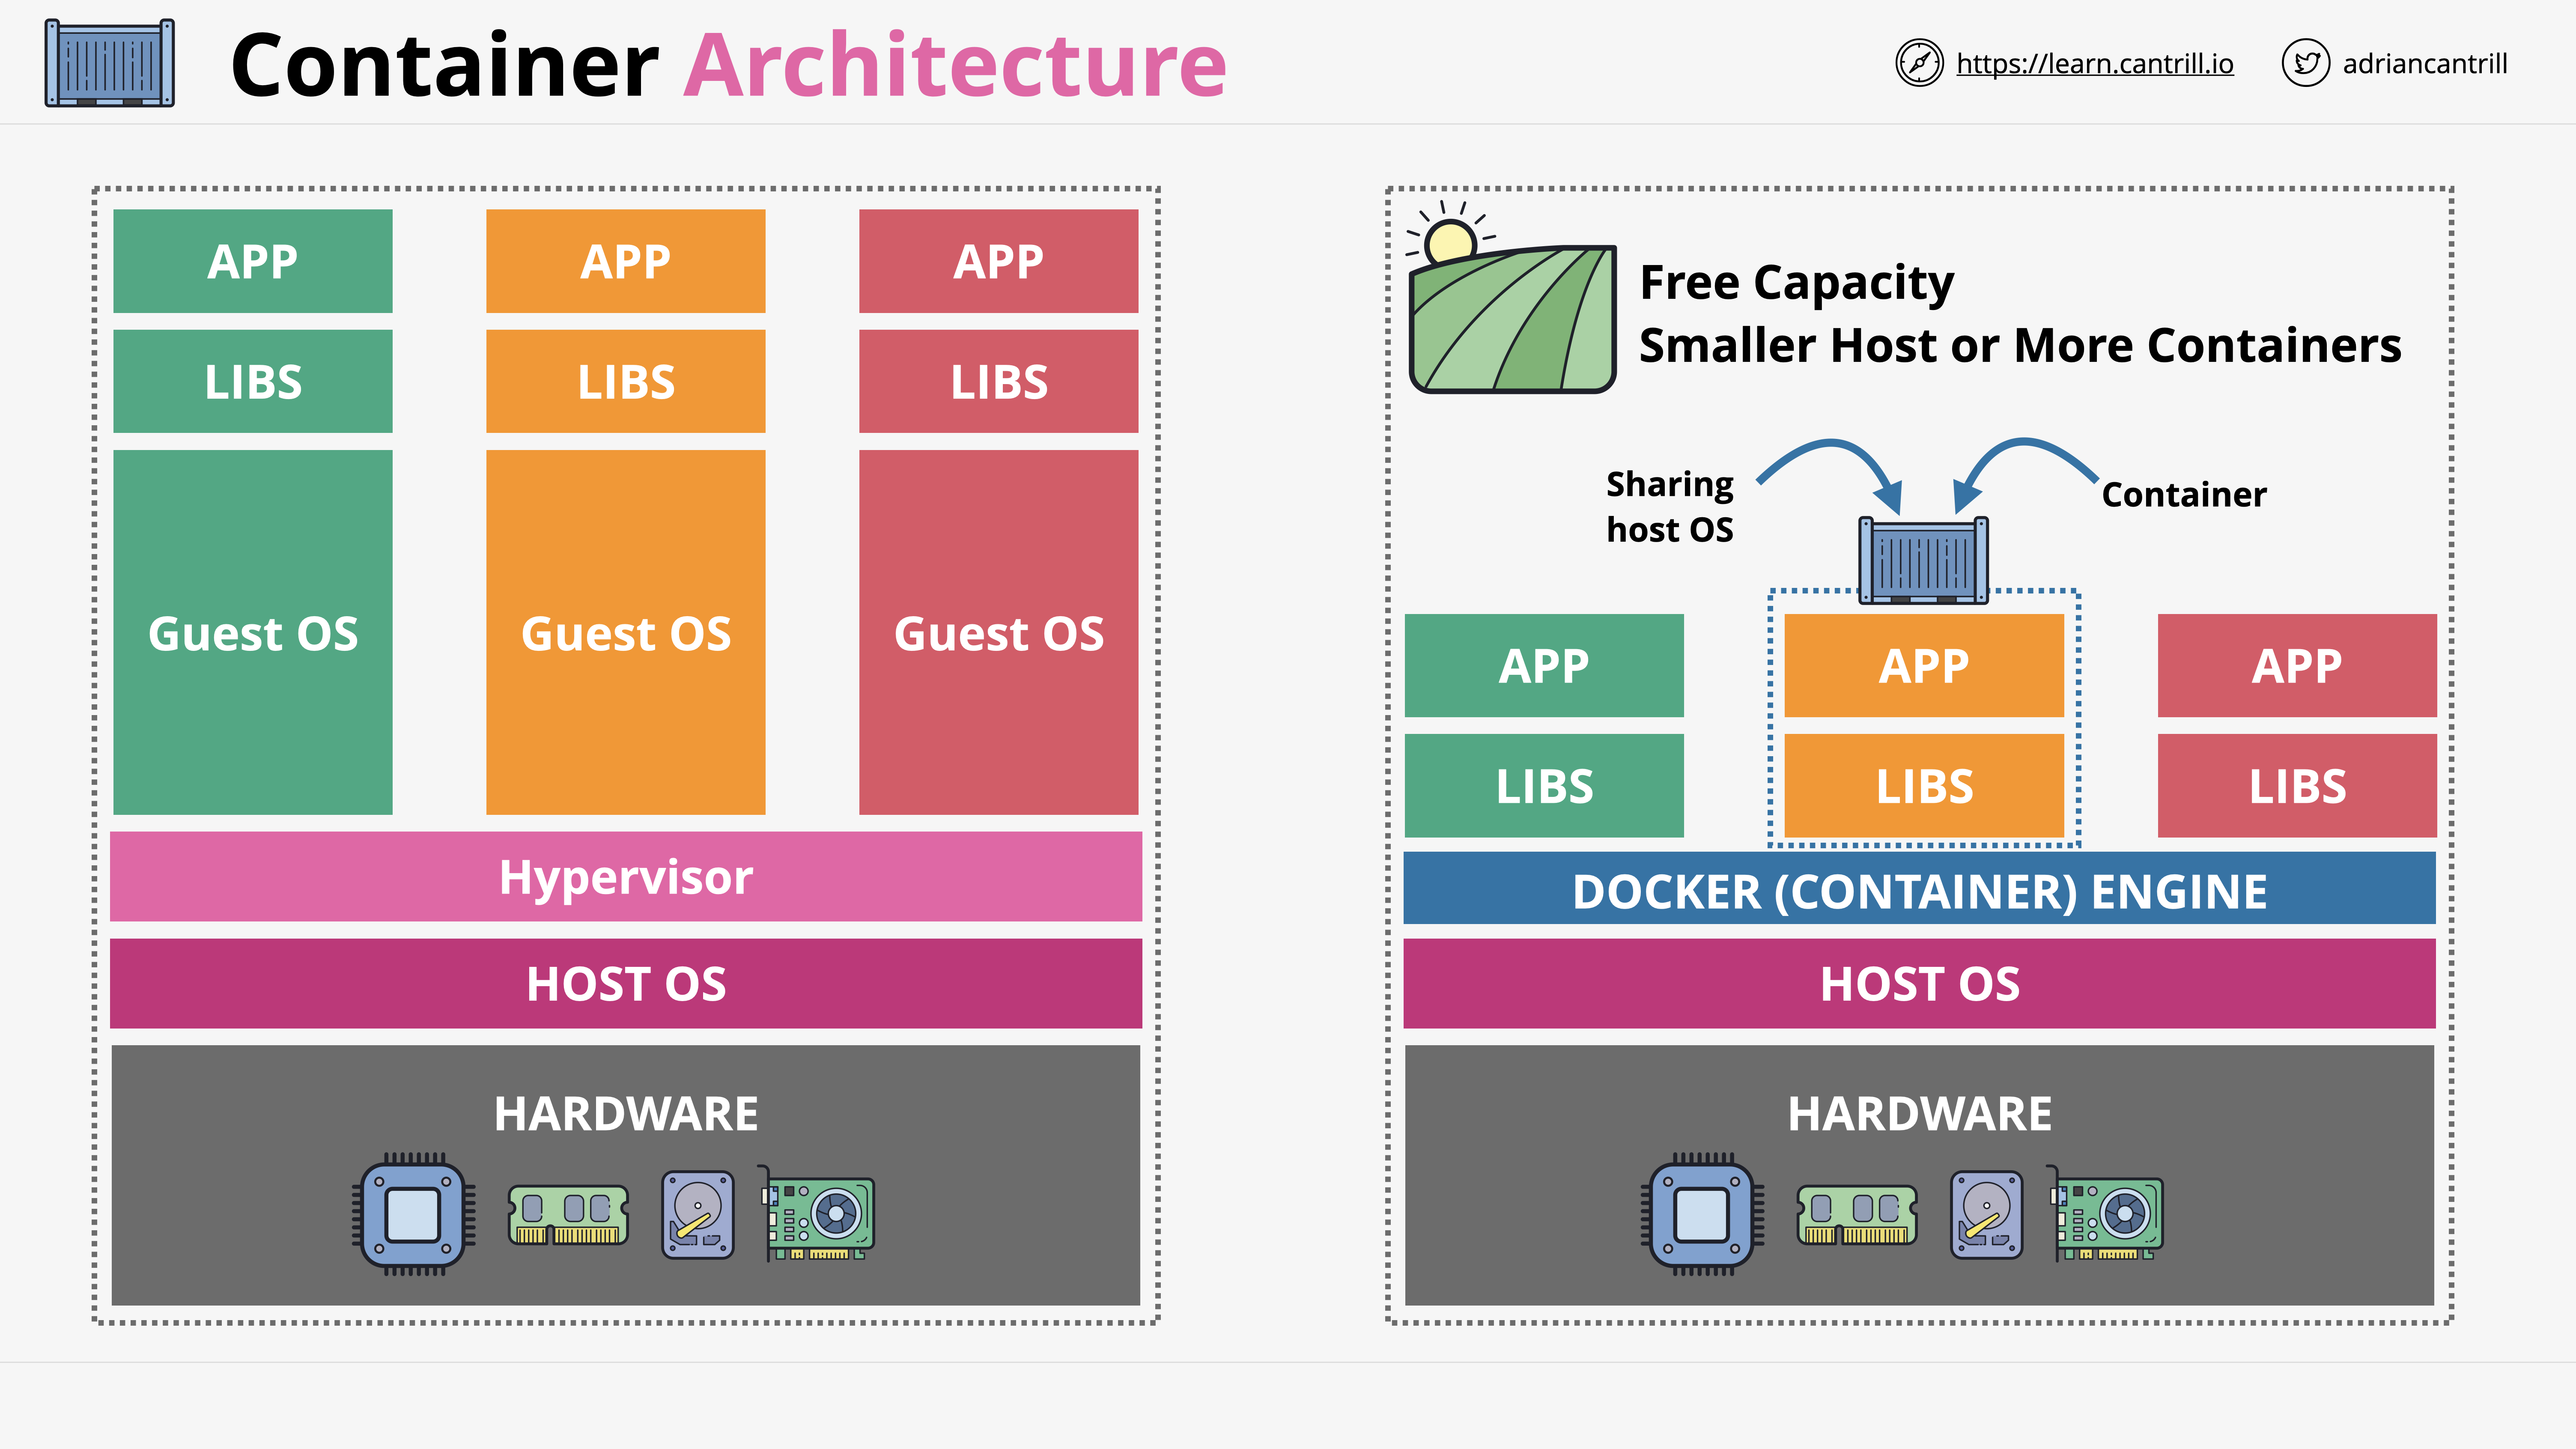 Container Architecture
https://learn.cantrill.io
adriancantrill
APP
APP
APP
LIBS
LIBS
LIBS
Guest OS
Guest OS
Guest OS
Hypervisor
HOST OS
HARDWARE
Free Capacity
Smaller Host or More Containers
Sharing
host OS
Container
APP
APP
APP
LIBS
LIBS
LIBS
DOCKER (CONTAINER) ENGINE
HOST OS
HARDWARE